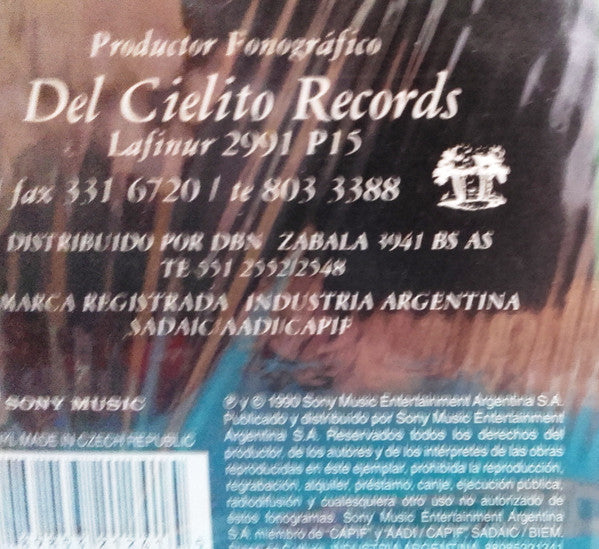 Productor Fonográfico
Del Cielito Records
Lafinur 2991 P15
fax 331 6720 / te 803 3388
DISTRIBUIDO POR DBN ZABALA 3941 BS AS
TE 551 2552/2548
MARCA REGISTRADA INDUSTRIA ARGENTINA
SADAIC/AADI/CAPIF
SONY MUSIC
MADE IN CZECH REPUBLIC
℗ y © 1990 Sony Music Entertainment Argentina S.A.
Publicado y distribuido por Sony Music Entertainment
Argentina S.A. Reservados todos los derechos del
productor, de los autores y de los intérpretes de las obras
reproducidas en éste ejemplar, prohibida la reproducción,
regrabación, alquiler, préstamo, canje, ejecución pública,
radiodifusión y cualesquiera otro uso no autorizado de
éstos fonogramas. Sony Music Entertainment Argentina
S.A. miembro de 'CAPIF' y 'AADI / CAPIF, SADAIC / BIEM.
INDUSTRIA ARGENTINA